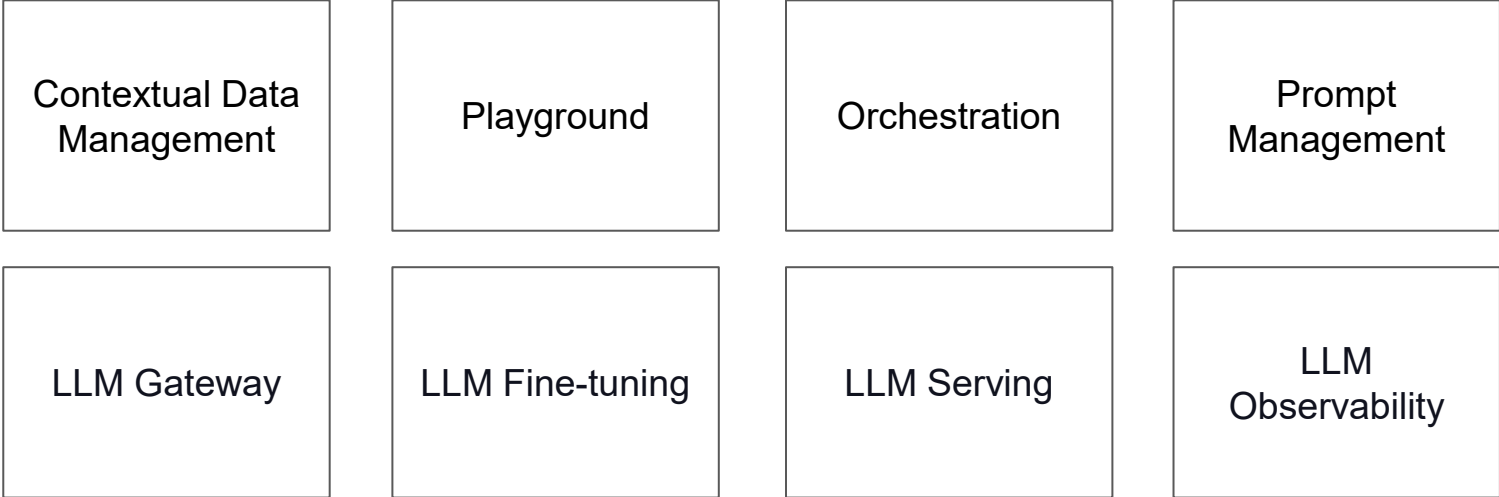 Contextual Data
Management
Playground
Orchestration
Prompt
Management
LLM Gateway
LLM Fine-tuning
LLM Serving
LLM
Observability